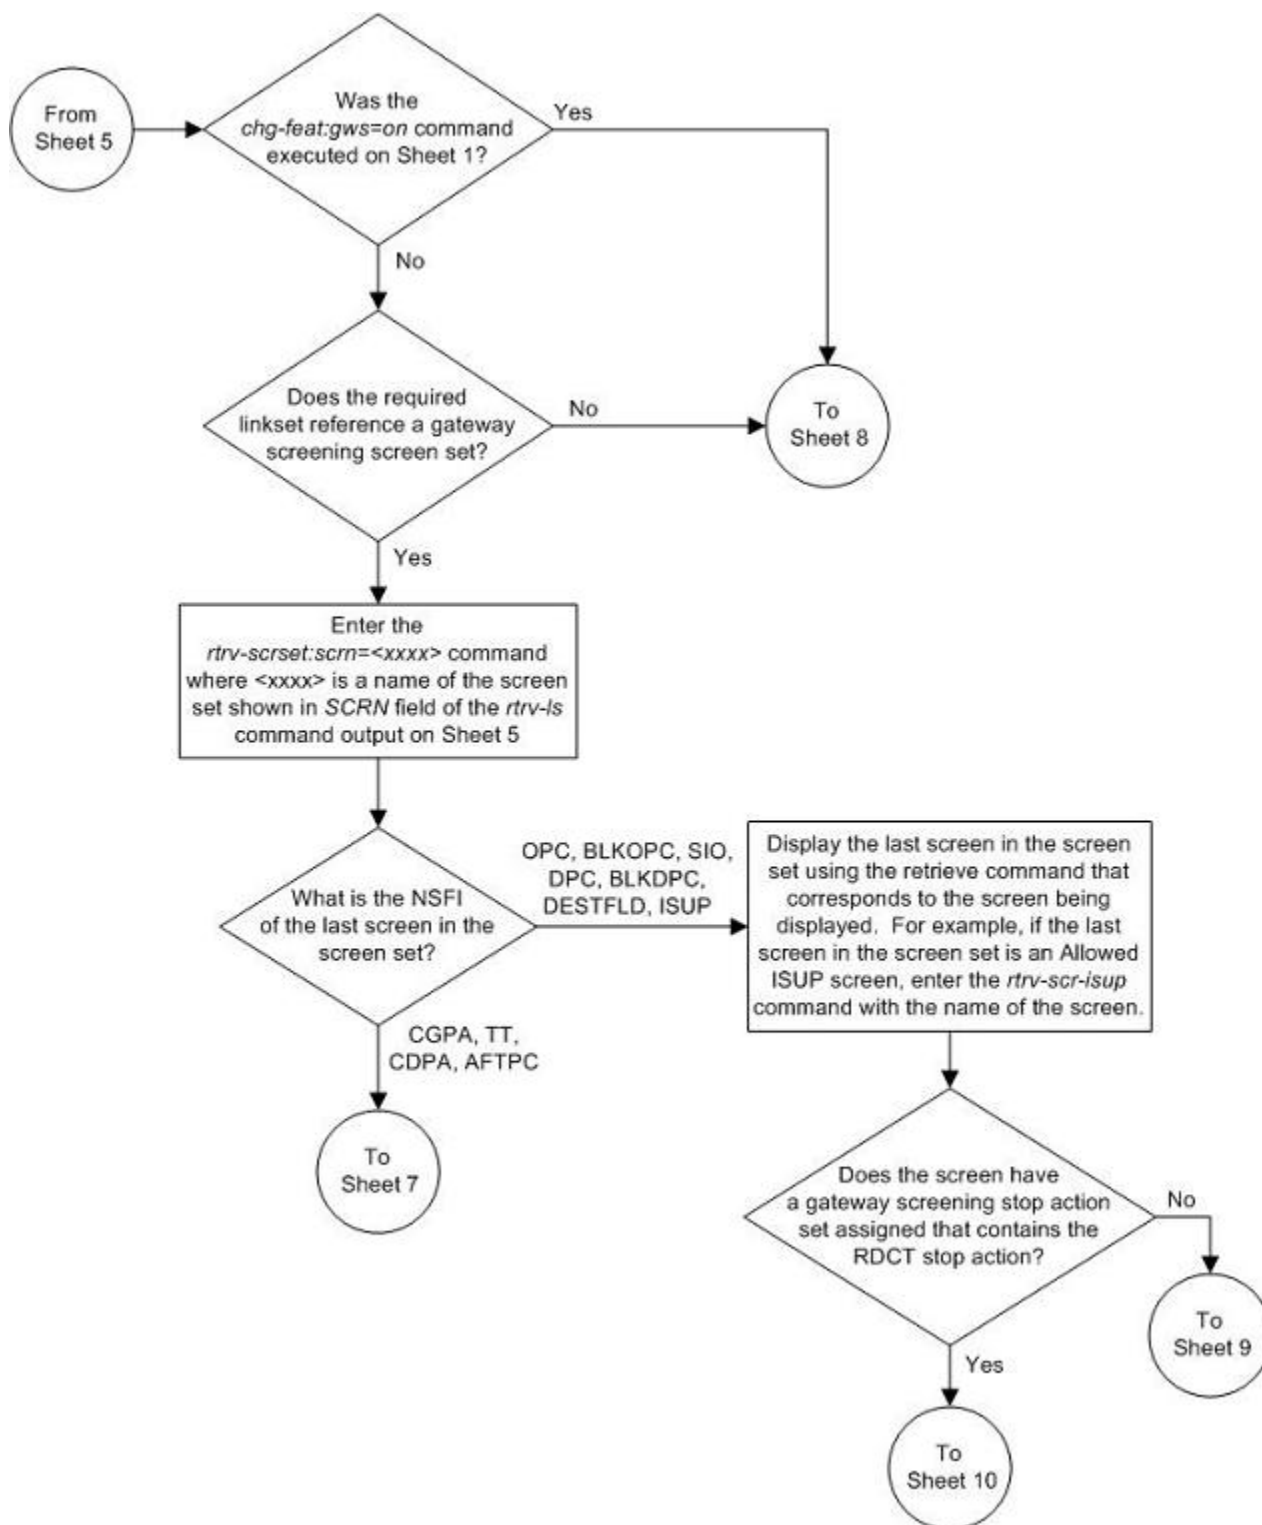 From
Sheet 5
Was the
chg-feat:gws=on command
executed on Sheet 1?
Yes
No
Does the required
linkset reference a gateway
screening screen set?
No
To
Sheet 8
Yes
Enter the
rtrv-scrset:scrn=<xxxx> command
where <xxxx> is a name of the screen
set shown in SCRN field of the rtrv-ls
command output on Sheet 5
What is the NSFI
of the last screen in the
screen set?
OPC, BLKOPC, SIO,
DPC, BLKDPC,
DESTFLD, ISUP
Display the last screen in the screen
set using the retrieve command that
corresponds to the screen being
displayed. For example, if the last
screen in the screen set is an Allowed
ISUP screen, enter the rtrv-scr-isup
command with the name of the screen.
CGPA, TT,
CDPA, AFTPC
To
Sheet 7
Does the screen have
a gateway screening stop action
set assigned that contains the
RDCT stop action?
No
To
Sheet 9
Yes
To
Sheet 10